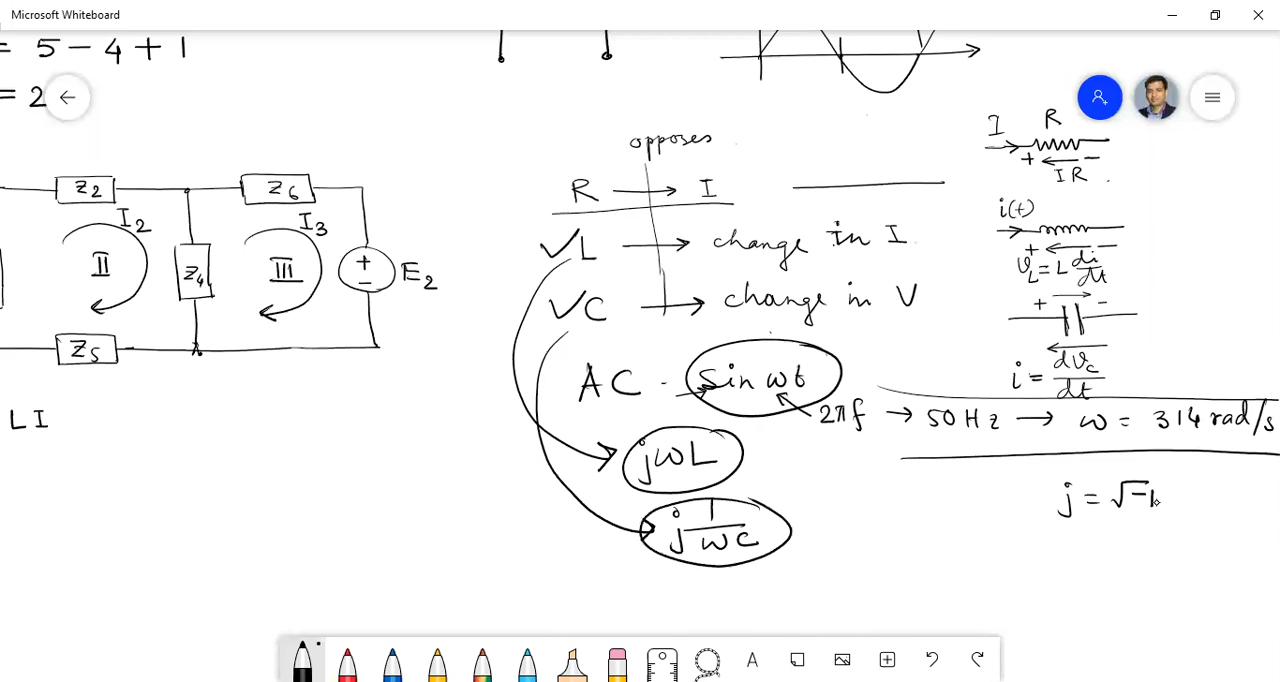 Microsoft Whiteboard
= 5 - 4 + 1
= 2
Z2
Z6
I2
I3
II
Z4
III
+
-
E2
Z5
LI
opposes
R → I
✓L → change in I
✓C → change in V
AC - sin ωt
2πf → 50 Hz → ω = 314 rad/s
jωL
j 1/ωC
j = √-1
I R
+ -
IR
i(t)
+ -
vL = L di/dt
+ -
i = dvc/dt
A